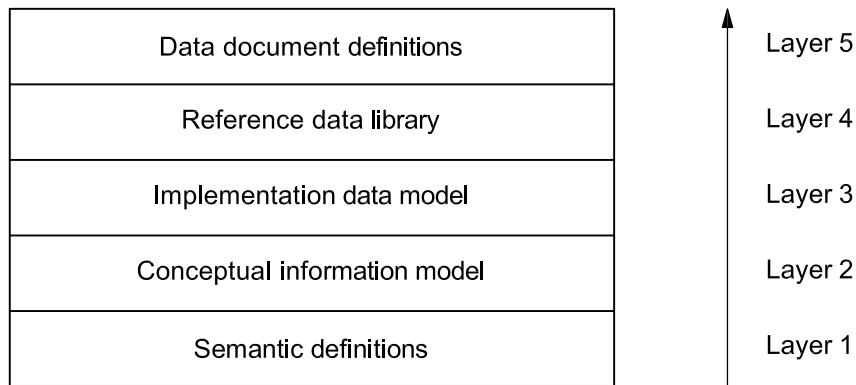 Data document definitions Layer 5
Reference data library Layer 4
Implementation data model Layer 3
Conceptual information model Layer 2
Semantic definitions Layer 1